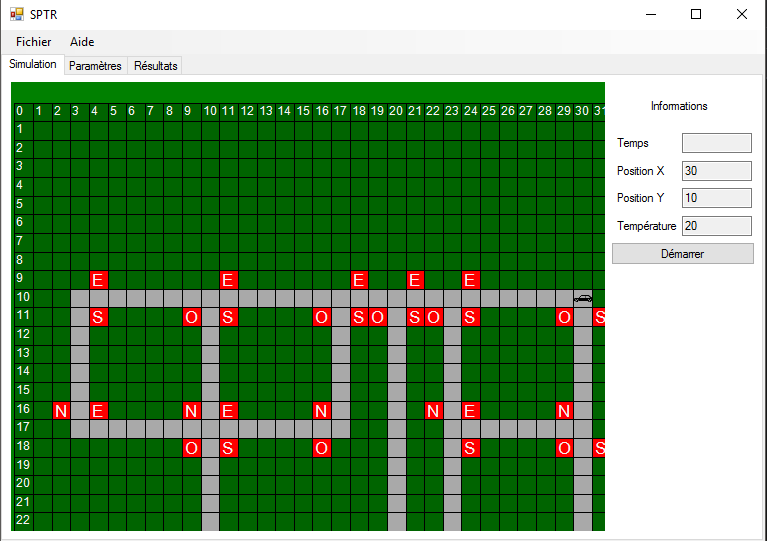 SPTR
Fichier Aide
Simulation Paramètres Résultats
Informations
0 1 2 3 4 5 6 7 8 9 10 11 12 13 14 15 16 17 18 19 20 21 22 23 24 25 26 27 28 29 30 31
1
2
Temps
3
Position X 30
4
5
Position Y 10
6
Température 20
7
8
Démarrer
9 E E E E E
10
11 S O S O S O S O S O S
12
13
14
15
16 N E N E N N E N
17
18 O S O S O S
19
20
21
22